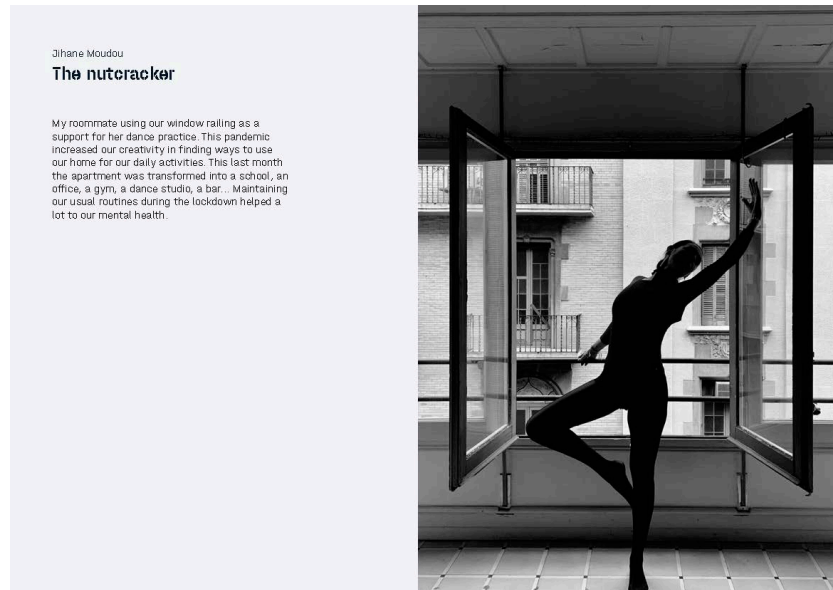 Jihane Moudou
The nutcracker
My roommate using our window railing as a
support for her dance practice. This pandemic
increased our creativity in finding ways to use
our home for our daily activities. This last month
the apartment was transformed into a school, an
office, a gym, a dance studio, a bar... Maintaining
our usual routines during the lockdown helped a
lot to our mental health.